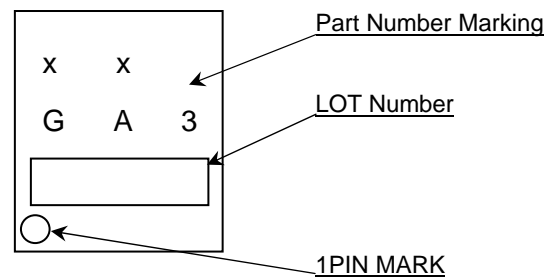 Part Number Marking
x x
LOT Number
G A 3
1PIN MARK